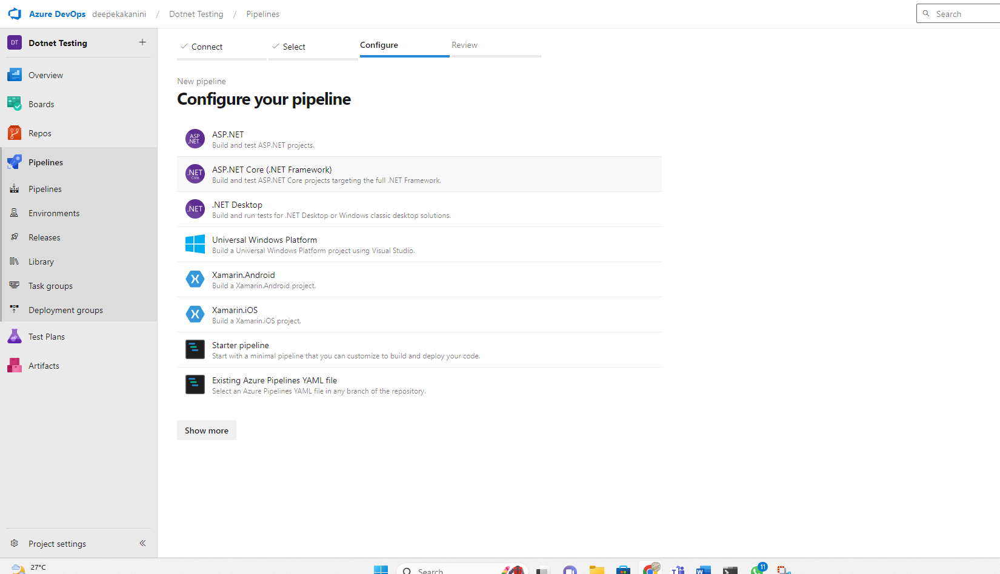 Azure DevOps deepekakanini / Dotnet Testing / Pipelines
Search
DT Dotnet Testing +
Connect Select Configure Review
Overview
Boards
Repos
Pipelines
Pipelines
Environments
Releases
Library
Task groups
Deployment groups
Test Plans
Artifacts
Project settings
New pipeline
Configure your pipeline
ASP .NET
ASP.NET
Build and test ASP.NET projects.
.NET Core
ASP.NET Core (.NET Framework)
Build and test ASP.NET Core projects targeting the full .NET Framework.
.NET
.NET Desktop
Build and run tests for .NET Desktop or Windows classic desktop solutions.
Universal Windows Platform
Build a Universal Windows Platform project using Visual Studio.
Xamarin.Android
Build a Xamarin.Android project.
Xamarin.iOS
Build a Xamarin.iOS project.
Starter pipeline
Start with a minimal pipeline that you can customize to build and deploy your code.
Existing Azure Pipelines YAML file
Select an Azure Pipelines YAML file in any branch of the repository.
Show more
27°C
Search
11